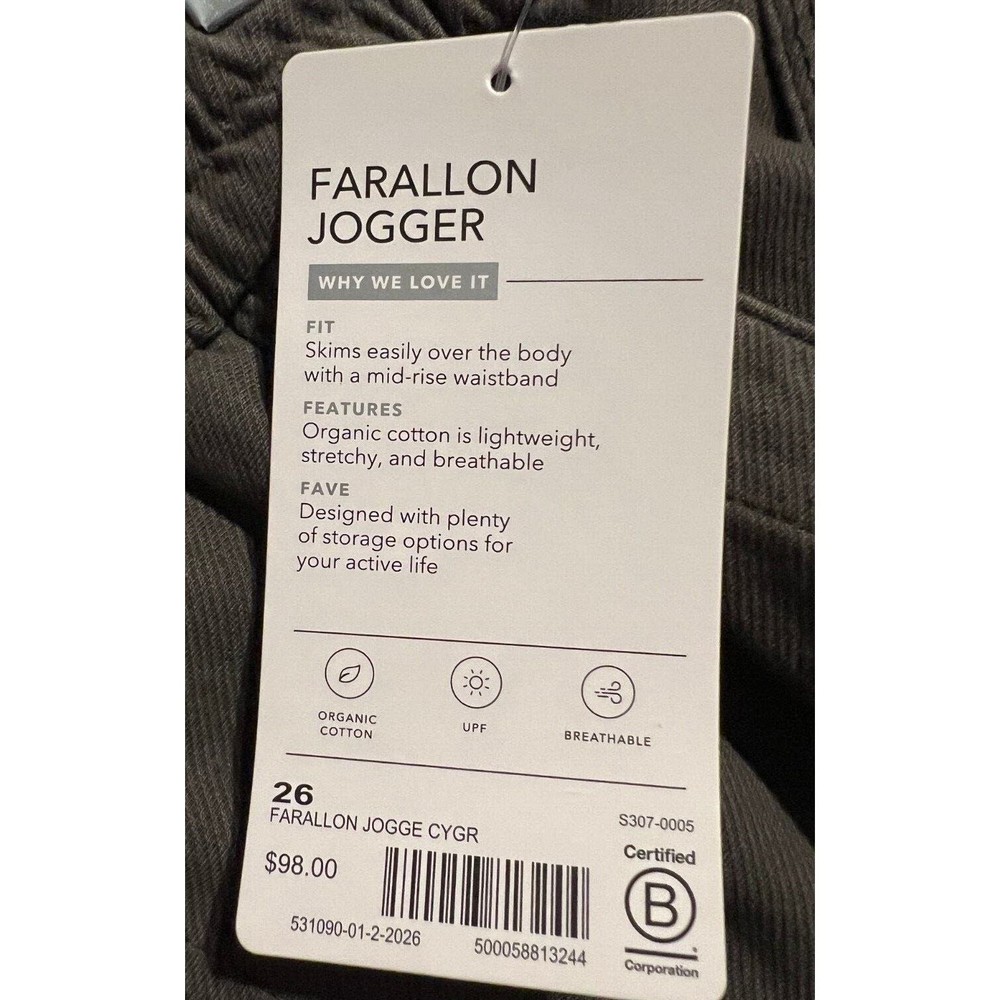 FARALLON
JOGGER
WHY WE LOVE IT
FIT
Skims easily over the body
with a mid-rise waistband
FEATURES
Organic cotton is lightweight,
stretchy, and breathable
FAVE
Designed with plenty
of storage options for
your active life
ORGANIC
COTTON
UPF
BREATHABLE
26
FARALLON JOGGE CYGR
S307-0005
$98.00
531090-01-2-2026
500058813244
Certified
B
Corporation